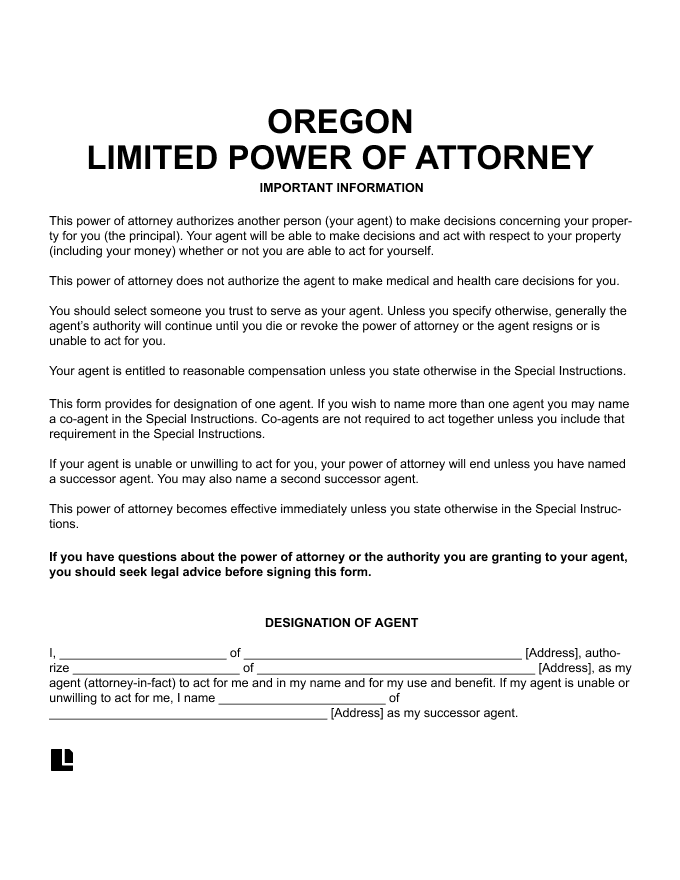 OREGON
LIMITED POWER OF ATTORNEY
IMPORTANT INFORMATION
This power of attorney authorizes another person (your agent) to make decisions concerning your proper-
ty for you (the principal). Your agent will be able to make decisions and act with respect to your property
(including your money) whether or not you are able to act for yourself.
This power of attorney does not authorize the agent to make medical and health care decisions for you.
You should select someone you trust to serve as your agent. Unless you specify otherwise, generally the
agent’s authority will continue until you die or revoke the power of attorney or the agent resigns or is
unable to act for you.
Your agent is entitled to reasonable compensation unless you state otherwise in the Special Instructions.
This form provides for designation of one agent. If you wish to name more than one agent you may name
a co-agent in the Special Instructions. Co-agents are not required to act together unless you include that
requirement in the Special Instructions.
If your agent is unable or unwilling to act for you, your power of attorney will end unless you have named
a successor agent. You may also name a second successor agent.
This power of attorney becomes effective immediately unless you state otherwise in the Special Instruc-
tions.
If you have questions about the power of attorney or the authority you are granting to your agent,
you should seek legal advice before signing this form.
DESIGNATION OF AGENT
I, ________________________ of ________________________________________ [Address], autho-
rize ________________________ of ________________________________________ [Address], as my
agent (attorney-in-fact) to act for me and in my name and for my use and benefit. If my agent is unable or
unwilling to act for me, I name ________________________ of
________________________________________ [Address] as my successor agent.